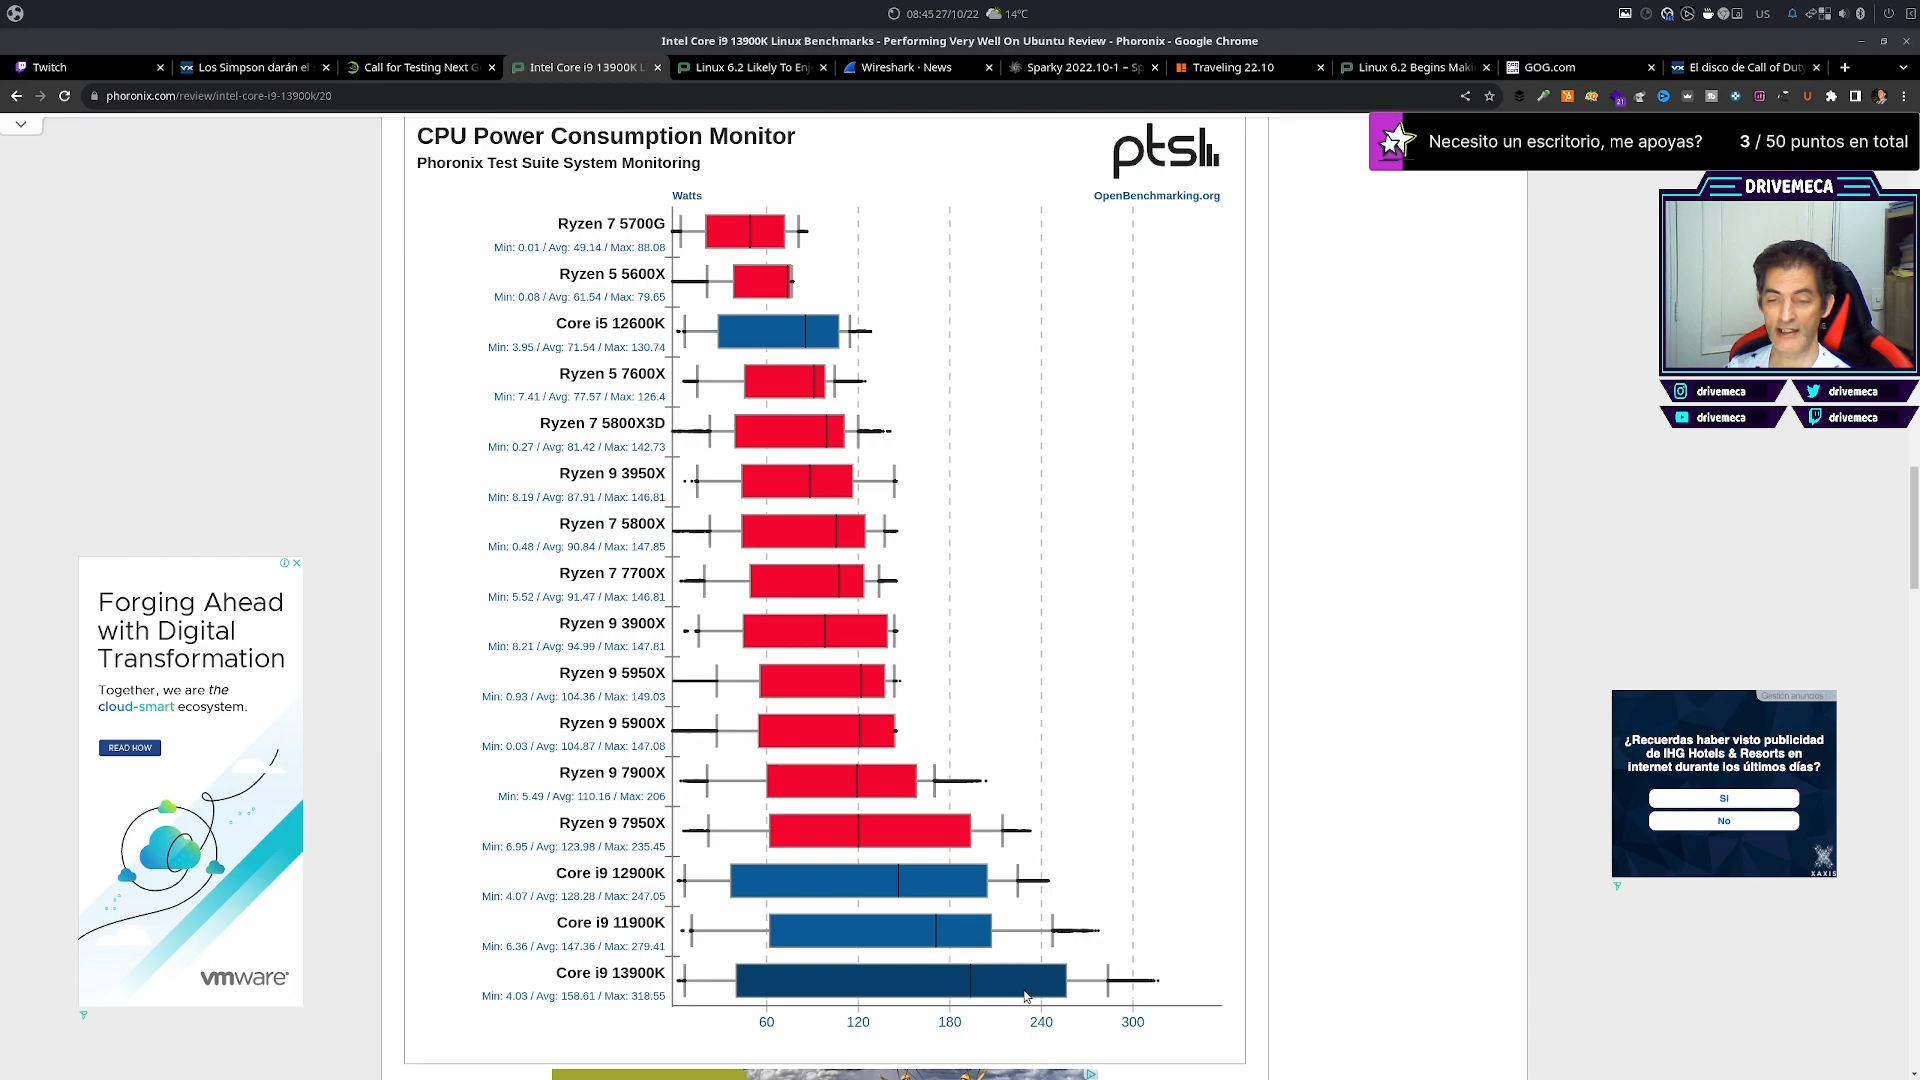 08:45 27/10/22 14°C
US
Intel Core i9 13900K Linux Benchmarks - Performing Very Well On Ubuntu Review - Phoronix - Google Chrome
Twitch
Los Simpson darán el s
Call for Testing Next G
Intel Core i9 13900K L
Linux 6.2 Likely To Enj
Wireshark · News
Sparky 2022.10-1 – Sp
Traveling 22.10
Linux 6.2 Begins Maki
GOG.com
El disco de Call of Duty
phoronix.com/review/intel-core-i9-13900k/20
21
CPU Power Consumption Monitor
Phoronix Test Suite System Monitoring
pts
Watts
OpenBenchmarking.org
Ryzen 7 5700G
Min: 0.01 / Avg: 49.14 / Max: 88.08
Ryzen 5 5600X
Min: 0.08 / Avg: 61.54 / Max: 79.65
Core i5 12600K
Min: 3.95 / Avg: 71.54 / Max: 130.74
Ryzen 5 7600X
Min: 7.41 / Avg: 77.57 / Max: 126.4
Ryzen 7 5800X3D
Min: 0.27 / Avg: 81.42 / Max: 142.73
Ryzen 9 3950X
Min: 8.19 / Avg: 87.91 / Max: 146.81
Ryzen 7 5800X
Min: 0.48 / Avg: 90.84 / Max: 147.85
Ryzen 7 7700X
Min: 5.52 / Avg: 91.47 / Max: 146.81
Ryzen 9 3900X
Min: 8.21 / Avg: 94.99 / Max: 147.81
Ryzen 9 5950X
Min: 0.93 / Avg: 104.36 / Max: 149.03
Ryzen 9 5900X
Min: 0.03 / Avg: 104.87 / Max: 147.08
Ryzen 9 7900X
Min: 5.49 / Avg: 110.16 / Max: 206
Ryzen 9 7950X
Min: 6.95 / Avg: 123.98 / Max: 235.45
Core i9 12900K
Min: 4.07 / Avg: 128.28 / Max: 247.05
Core i9 11900K
Min: 6.36 / Avg: 147.36 / Max: 279.41
Core i9 13900K
Min: 4.03 / Avg: 158.61 / Max: 318.55
60 120 180 240 300
Forging Ahead
with Digital
Transformation
Together, we are the
cloud-smart ecosystem.
READ HOW
vmware®
Necesito un escritorio, me apoyas? 3 / 50 puntos en total
DRIVEMECA
drivemeca
drivemeca
drivemeca
drivemeca
Gestión anuncios
¿Recuerdas haber visto publicidad
de IHG Hotels & Resorts en
internet durante los últimos días?
Si
No
XAXIS